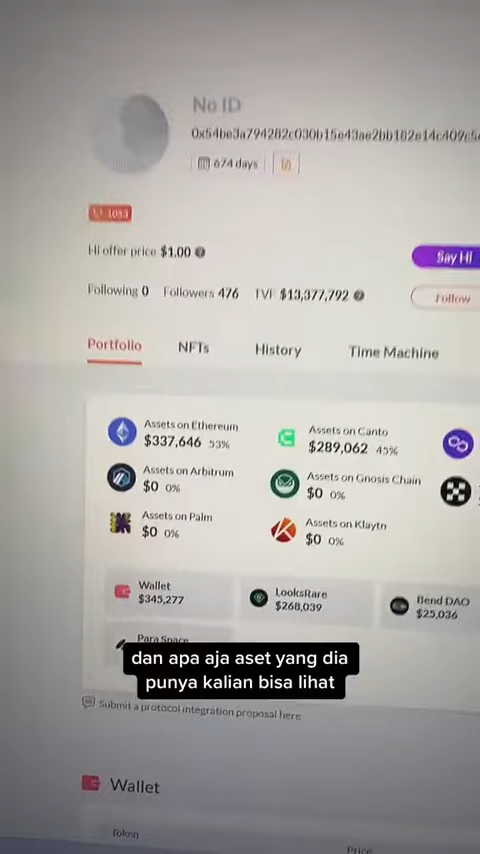 No ID
674 days
1053
Hi offer price $1.00
Say Hi
Following 0 Followers 476 TVF $13,377,792
Follow
Portfolio NFTs History Time Machine
Assets on Ethereum
$337,646 53%
Assets on Canto
$289,062 45%
Assets on Arbitrum
$0 0%
Assets on Gnosis Chain
$0 0%
Assets on Palm
$0 0%
Assets on Klaytn
$0 0%
Wallet
$345,277
LooksRare
$268,039
Bend DAO
$25,036
Para Space
dan apa aja aset yang dia
punya kalian bisa lihat
Submit a protocol integration proposal here
Wallet
Token
Price